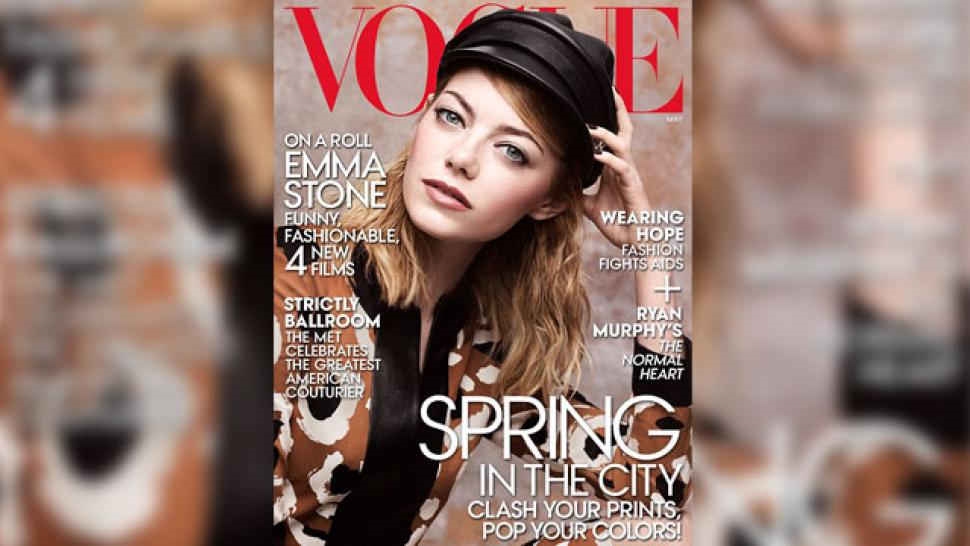 VOGUE
MAY
ON A ROLL
EMMA
STONE
FUNNY,
FASHIONABLE,
4 NEW
FILMS
STRICTLY
BALLROOM
THE MET
CELEBRATES
THE GREATEST
AMERICAN
COUTURIER
WEARING
HOPE
FASHION
FIGHTS AIDS
+
RYAN
MURPHY'S
THE
NORMAL
HEART
SPRING
IN THE CITY
CLASH YOUR PRINTS,
POP YOUR COLORS!